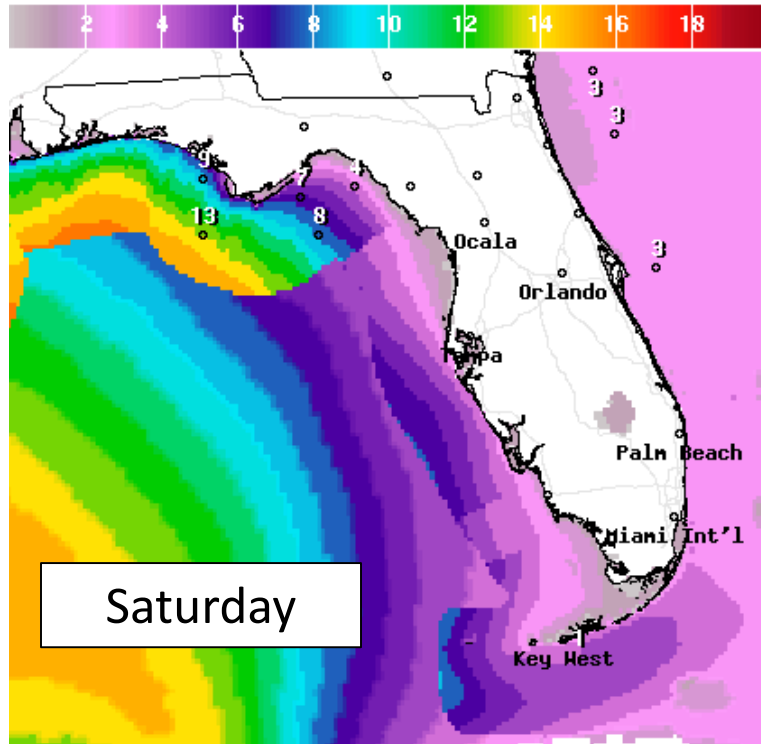 2 4 6 8 10 12 14 16 18
3
3
9 7 4
13 8
Ocala
3
Orlando
Tampa
Palm Beach
Miami Int'l
Saturday
1
Key West